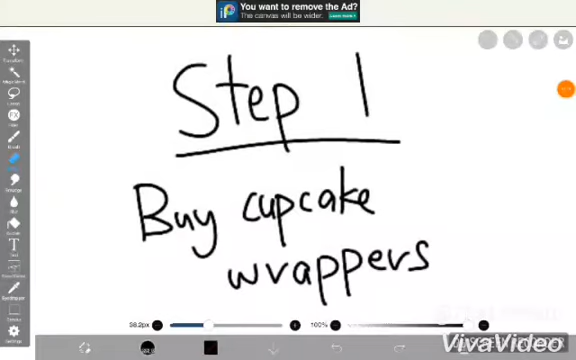 You want to remove the Ad?
The canvas will be wider.
Step 1
Buy cupcake
wrappers
38.2px
100%
VivaVideo